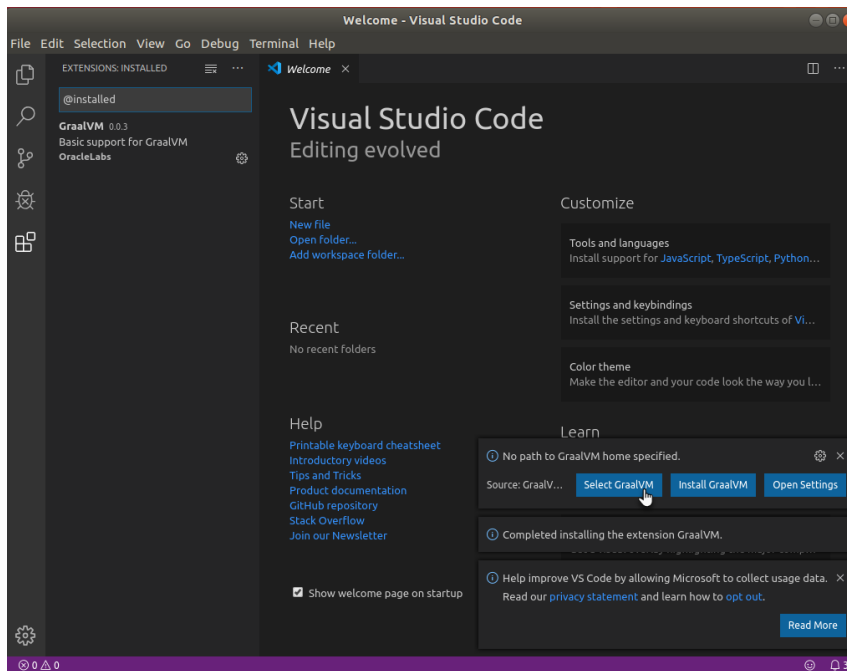 Welcome - Visual Studio Code
File Edit Selection View Go Debug Terminal Help
EXTENSIONS: INSTALLED
Welcome
@installed
GraalVM 0.0.3
Basic support for GraalVM
OracleLabs
Visual Studio Code
Editing evolved
Start
New file
Open folder...
Add workspace folder...
Recent
No recent folders
Help
Printable keyboard cheatsheet
Introductory videos
Tips and Tricks
Product documentation
GitHub repository
Stack Overflow
Join our Newsletter
Show welcome page on startup
Customize
Tools and languages
Install support for JavaScript, TypeScript, Python...
Settings and keybindings
Install the settings and keyboard shortcuts of Vi...
Color theme
Make the editor and your code look the way you l...
Learn
No path to GraalVM home specified.
Source: GraalV... Select GraalVM Install GraalVM Open Settings
Completed installing the extension GraalVM.
Help improve VS Code by allowing Microsoft to collect usage data.
Read our privacy statement and learn how to opt out.
Read More
0 0